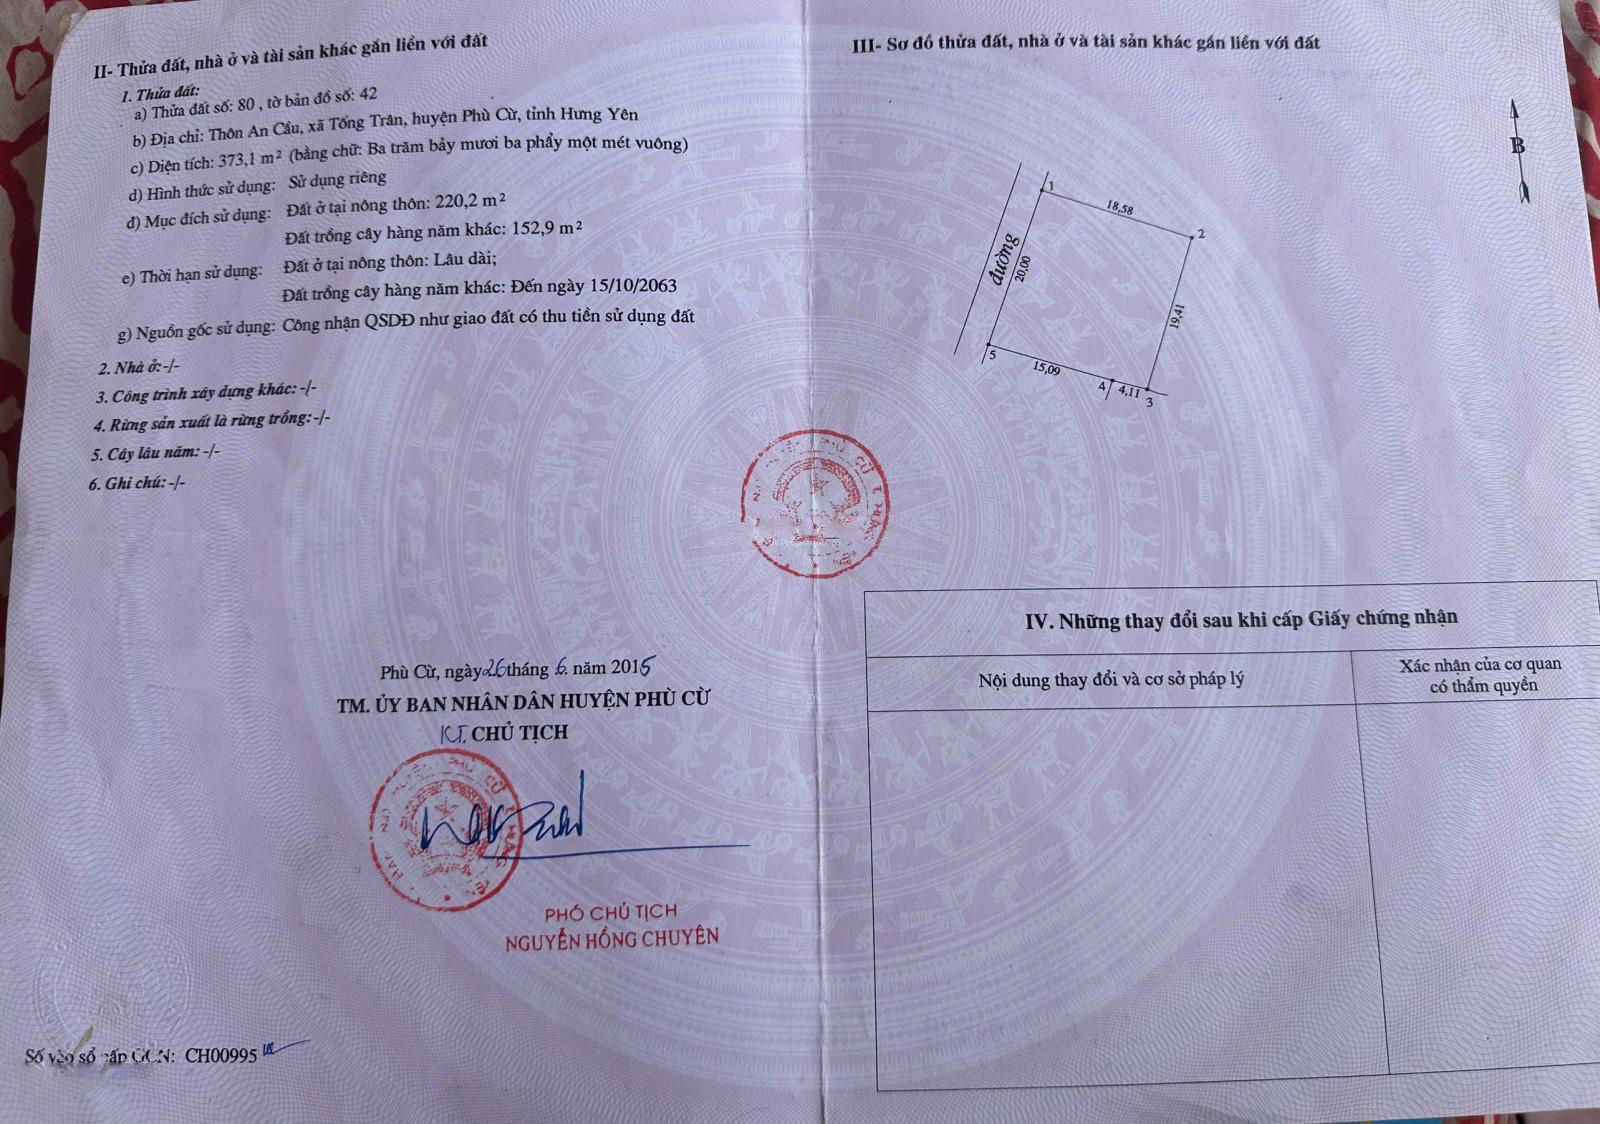 II- Thửa đất, nhà ở và tài sản khác gắn liền với đất
1. Thửa đất:
a) Thửa đất số: 80 , tờ bản đồ số: 42
b) Địa chỉ: Thôn An Cầu, xã Tống Trân, huyện Phù Cừ, tỉnh Hưng Yên
c) Diện tích: 373,1 m² (bằng chữ: Ba trăm bảy mươi ba phẩy một mét vuông)
d) Hình thức sử dụng: Sử dụng riêng
đ) Mục đích sử dụng: Đất ở tại nông thôn: 220,2 m²
Đất trồng cây hàng năm khác: 152,9 m²
e) Thời hạn sử dụng: Đất ở tại nông thôn: Lâu dài;
Đất trồng cây hàng năm khác: Đến ngày 15/10/2063
g) Nguồn gốc sử dụng: Công nhận QSDĐ như giao đất có thu tiền sử dụng đất
2. Nhà ở:-/-
3. Công trình xây dựng khác: -/-
4. Rừng sản xuất là rừng trồng:-/-
5. Cây lâu năm: -/-
6. Ghi chú:-/-
Phù Cừ, ngày 26 tháng 6 năm 2015
TM. ỦY BAN NHÂN DÂN HUYỆN PHÙ CỪ
KT. CHỦ TỊCH
PHÓ CHỦ TỊCH
NGUYỄN HỒNG CHUYÊN
Số vào sổ cấp GCN: CH00995
III- Sơ đồ thửa đất, nhà ở và tài sản khác gắn liền với đất
B
1
18,58
2
đường
20,00
19,41
5
15,09
4
4,11
3
IV. Những thay đổi sau khi cấp Giấy chứng nhận
Nội dung thay đổi và cơ sở pháp lý
Xác nhận của cơ quan
có thẩm quyền